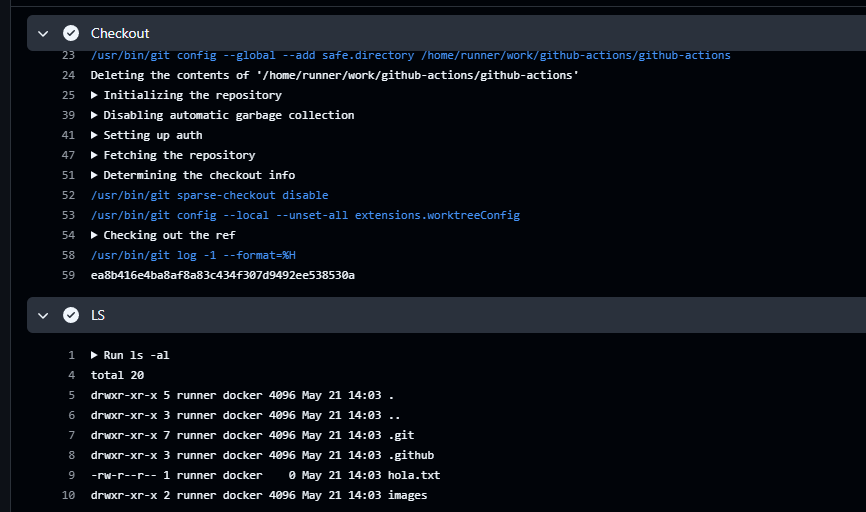 Checkout
23 /usr/bin/git config --global --add safe.directory /home/runner/work/github-actions/github-actions
24 Deleting the contents of '/home/runner/work/github-actions/github-actions'
25 ▶ Initializing the repository
39 ▶ Disabling automatic garbage collection
41 ▶ Setting up auth
47 ▶ Fetching the repository
51 ▶ Determining the checkout info
52 /usr/bin/git sparse-checkout disable
53 /usr/bin/git config --local --unset-all extensions.worktreeConfig
54 ▶ Checking out the ref
58 /usr/bin/git log -1 --format=%H
59 ea8b416e4ba8af8a83c434f307d9492ee538530a
LS
1 ▶ Run ls -al
4 total 20
5 drwxr-xr-x 5 runner docker 4096 May 21 14:03 .
6 drwxr-xr-x 3 runner docker 4096 May 21 14:03 ..
7 drwxr-xr-x 7 runner docker 4096 May 21 14:03 .git
8 drwxr-xr-x 3 runner docker 4096 May 21 14:03 .github
9 -rw-r--r-- 1 runner docker    0 May 21 14:03 hola.txt
10 drwxr-xr-x 2 runner docker 4096 May 21 14:03 images